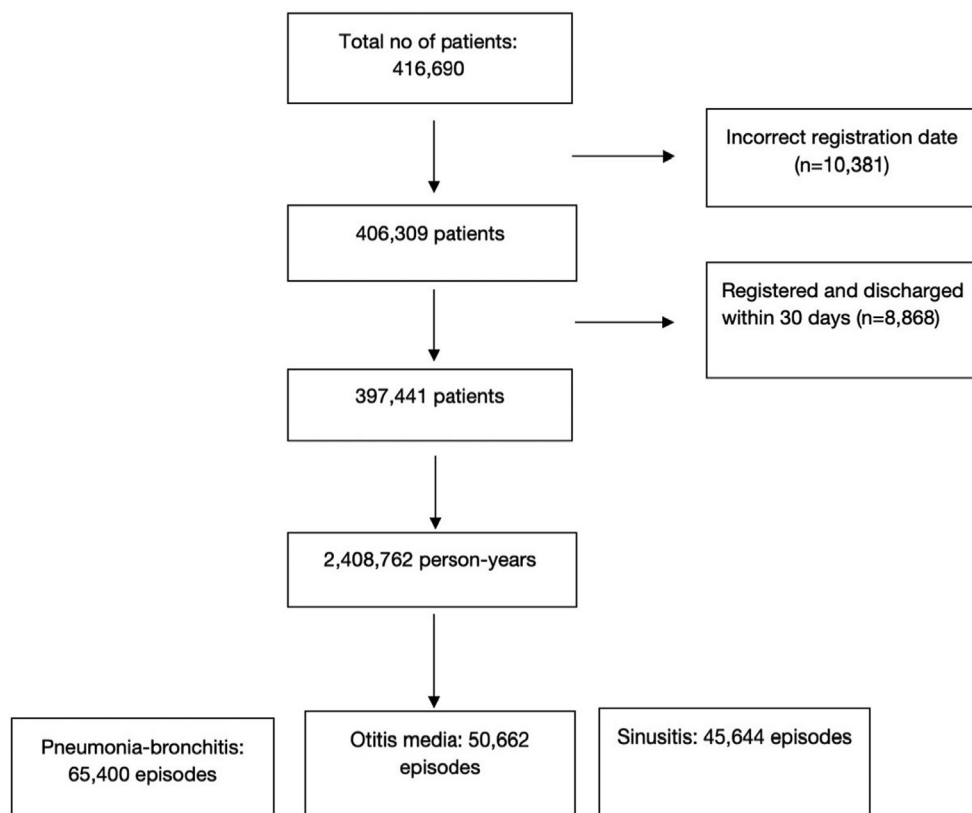 Total no of patients:
416,690
Incorrect registration date
(n=10,381)
406,309 patients
Registered and discharged
within 30 days (n=8,868)
397,441 patients
2,408,762 person-years
Pneumonia-bronchitis:
65,400 episodes
Otitis media: 50,662
episodes
Sinusitis: 45,644 episodes